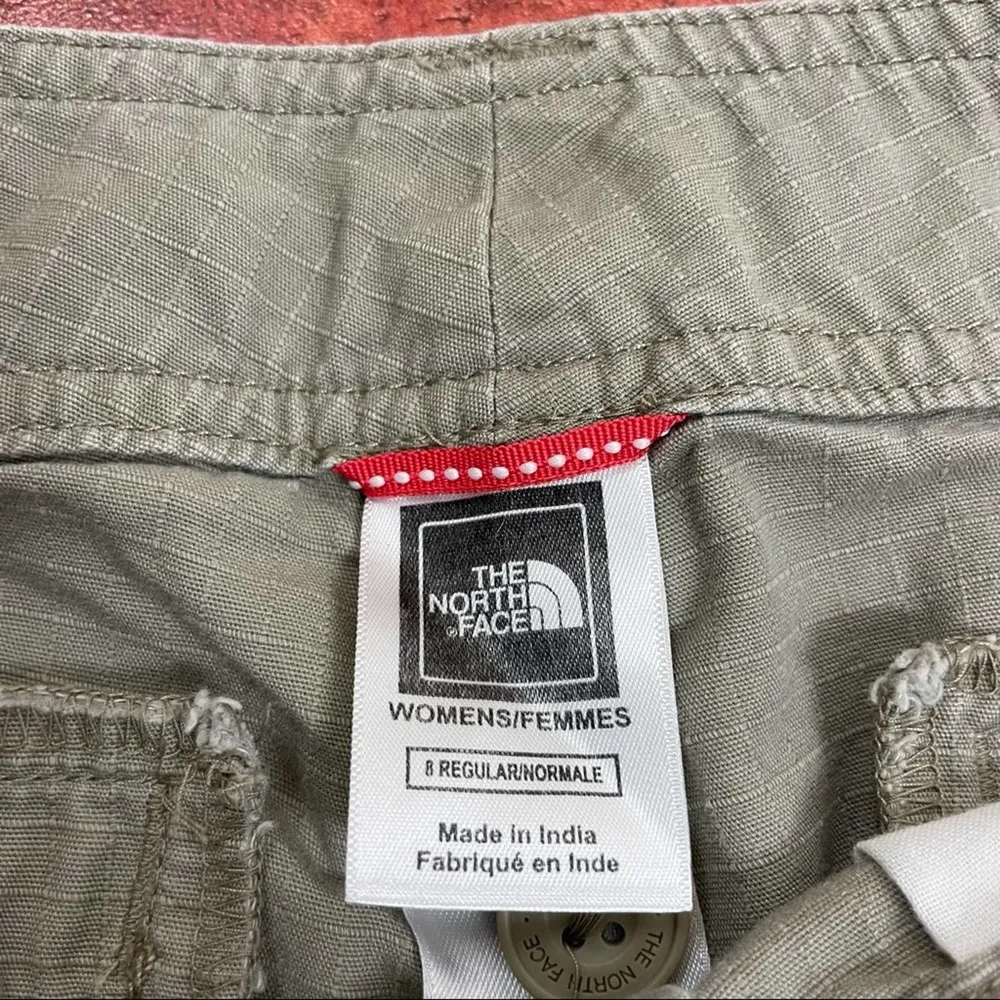 THE
NORTH
®FACE
WOMENS/FEMMES
8 REGULAR/NORMALE
Made in India
Fabriqué en Inde
THE NORTH FACE